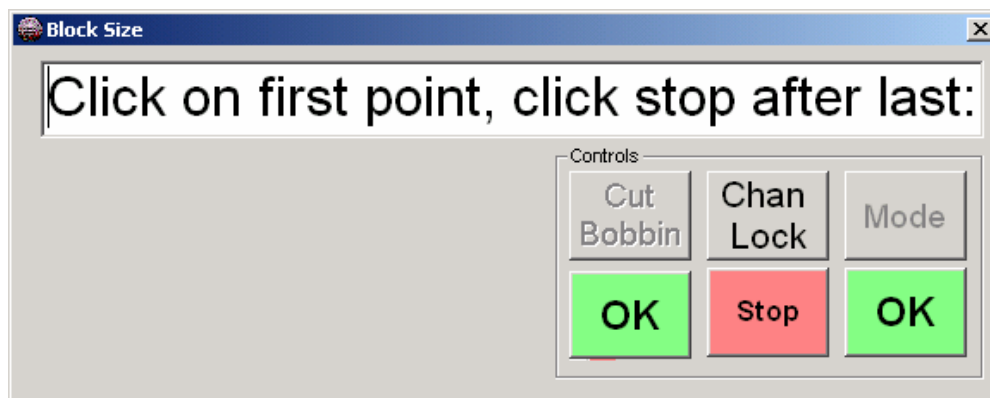 Block Size
Click on first point, click stop after last:
Controls
Cut
Bobbin
Chan
Lock
Mode
OK
Stop
OK